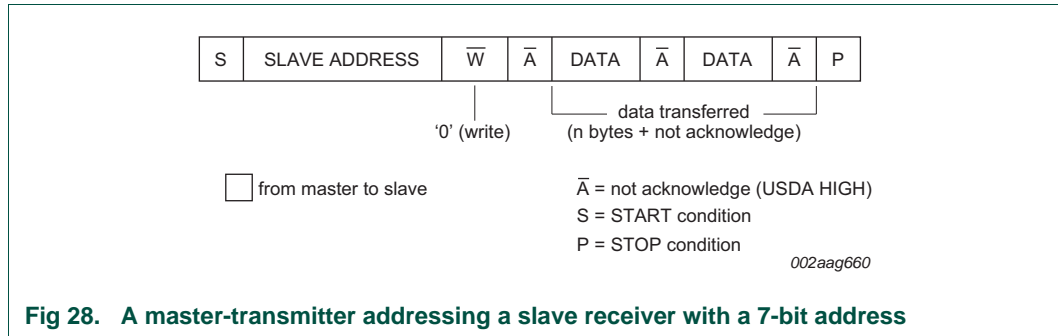 S SLAVE ADDRESS W̅ A̅ DATA A̅ DATA A̅ P
data transferred
'0' (write) (n bytes + not acknowledge)
from master to slave A̅ = not acknowledge (USDA HIGH)
S = START condition
P = STOP condition
002aag660
Fig 28. A master-transmitter addressing a slave receiver with a 7-bit address